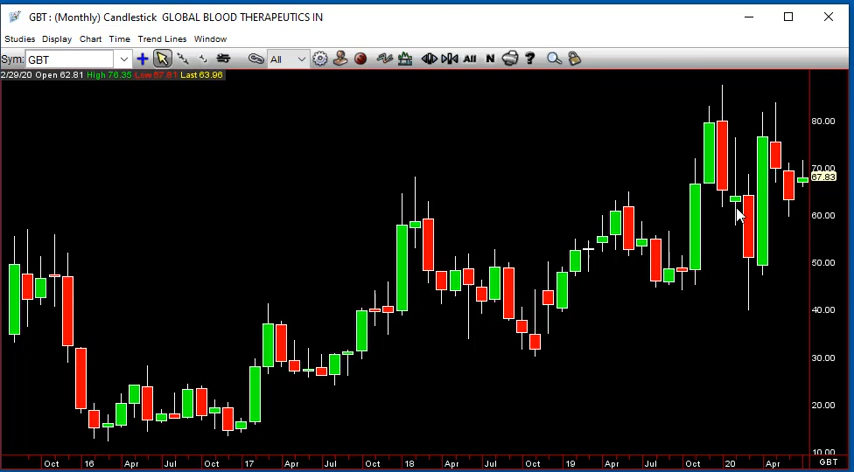 GBT : (Monthly) Candlestick GLOBAL BLOOD THERAPEUTICS IN
Studies Display Chart Time Trend Lines Window
Sym: GBT All All N ?
2/29/20 Open 62.81 High 76.35 Low 57.81 Last 63.96
80.00
70.00
67.83
60.00
50.00
40.00
30.00
20.00
10.00
Oct 16 Apr Jul Oct 17 Apr Jul Oct 18 Apr Jul Oct 19 Apr Jul Oct 20 Apr GBT